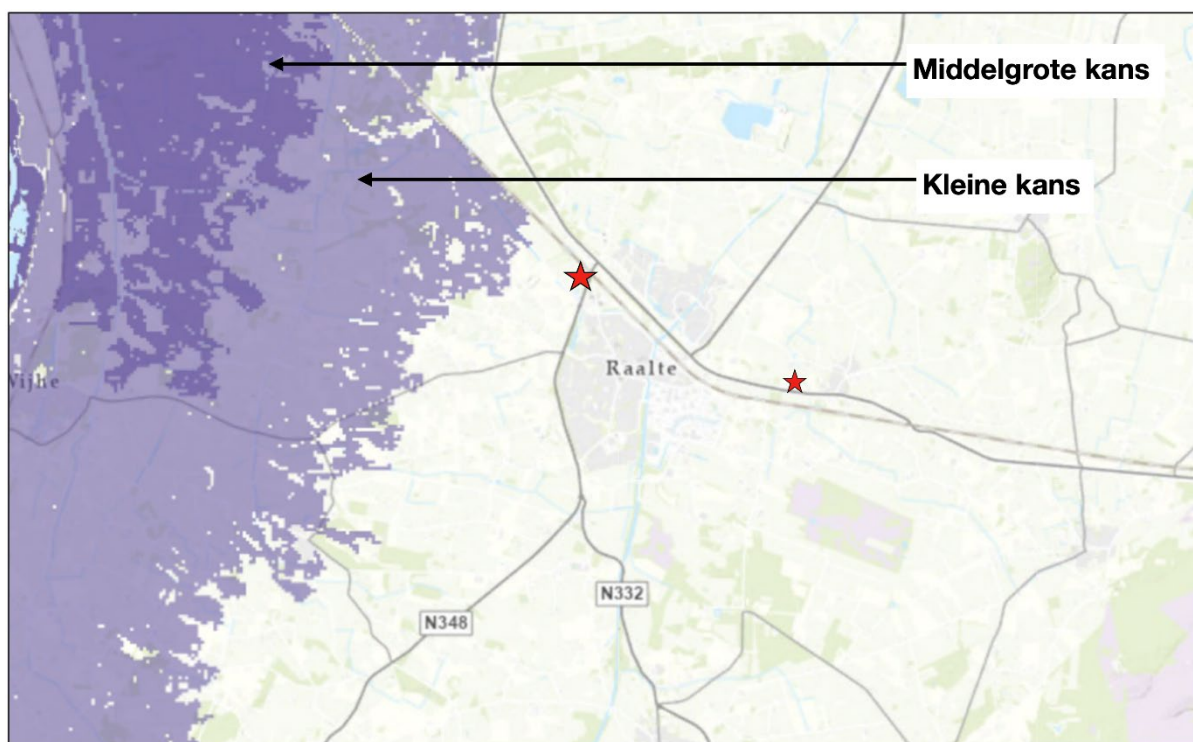 Middelgrote kans
Kleine kans
Raalte
Wijhe
N332
N348